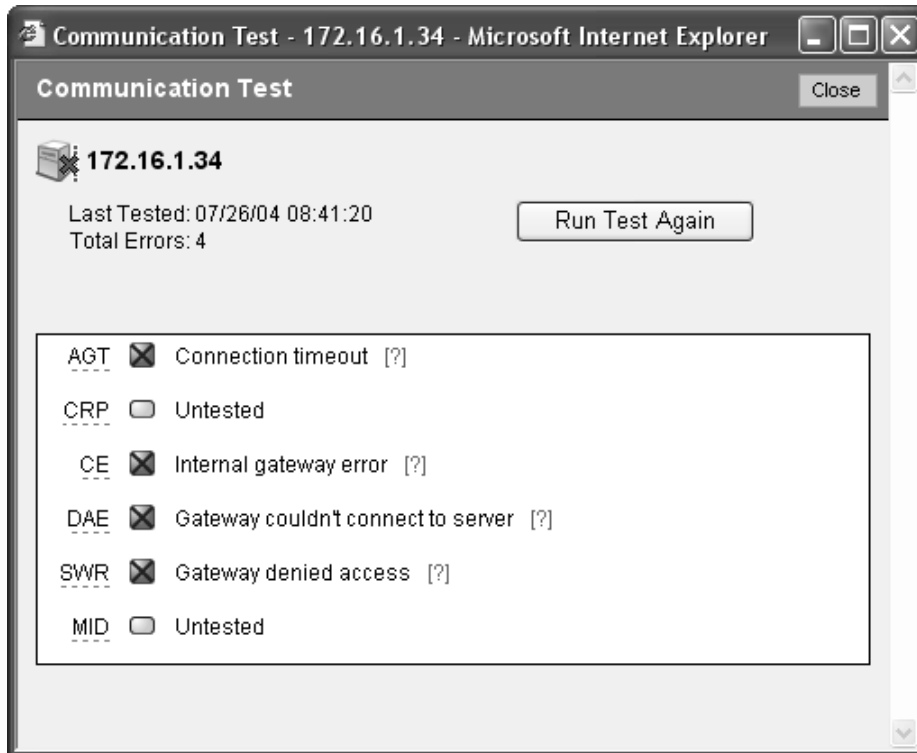 Communication Test - 172.16.1.34 - Microsoft Internet Explorer
Communication Test
Close
172.16.1.34
Last Tested: 07/26/04 08:41:20
Run Test Again
Total Errors: 4
AGT Connection timeout [?]
CRP Untested
CE Internal gateway error [?]
DAE Gateway couldn't connect to server [?]
SWR Gateway denied access [?]
MID Untested